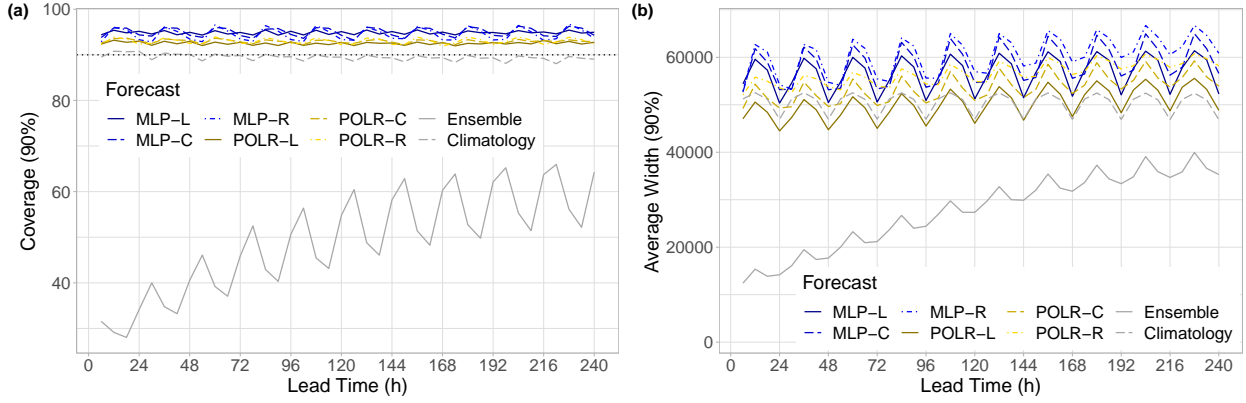 (a)
100
80
60
40
Coverage (90%)
Forecast
MLP−L MLP−R POLR−C Ensemble
MLP−C POLR−L POLR−R Climatology
0 24 48 72 96 120 144 168 192 216 240
Lead Time (h)
(b)
60000
40000
20000
0
Average Width (90%)
Forecast
MLP−L MLP−R POLR−C Ensemble
MLP−C POLR−L POLR−R Climatology
0 24 48 72 96 120 144 168 192 216 240
Lead Time (h)